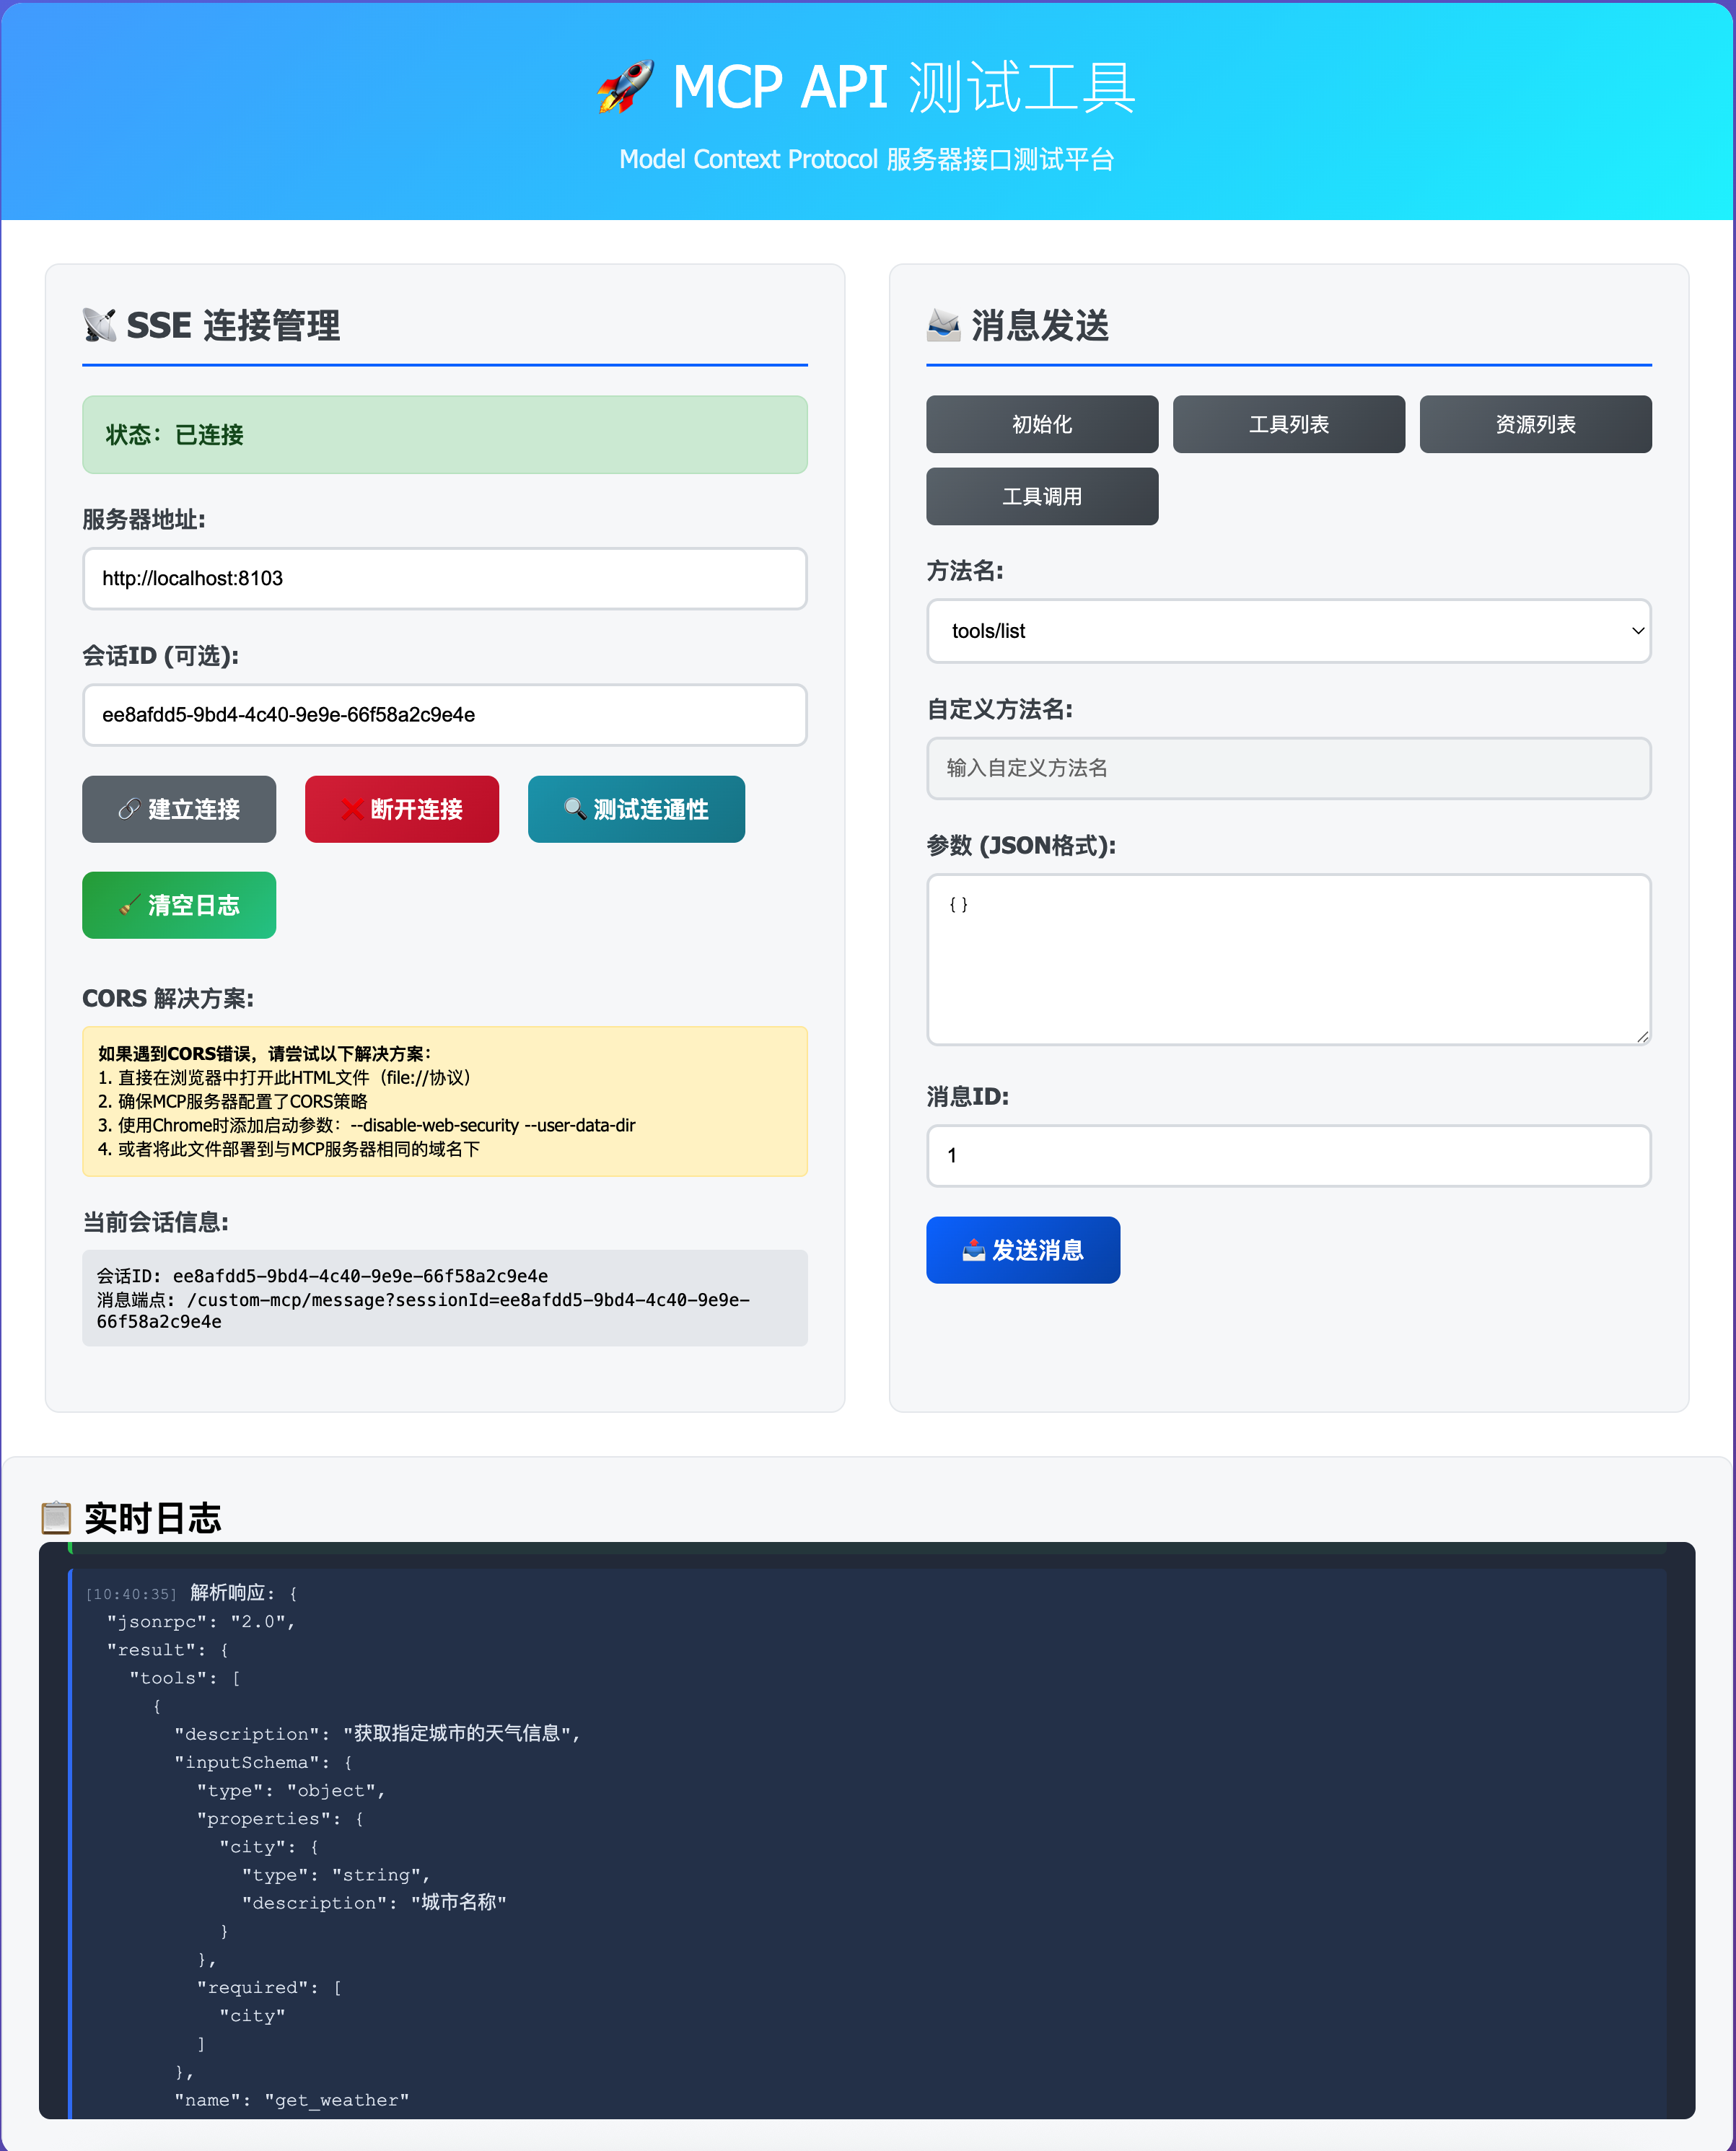 🚀 MCP API 测试工具
Model Context Protocol 服务器接口测试平台
📡 SSE 连接管理
状态：已连接
服务器地址:
http://localhost:8103
会话ID (可选):
ee8afdd5-9bd4-4c40-9e9e-66f58a2c9e4e
🔗 建立连接
❌ 断开连接
🔍 测试连通性
🧹 清空日志
CORS 解决方案:
如果遇到CORS错误，请尝试以下解决方案：
1. 直接在浏览器中打开此HTML文件（file://协议）
2. 确保MCP服务器配置了CORS策略
3. 使用Chrome时添加启动参数：--disable-web-security --user-data-dir
4. 或者将此文件部署到与MCP服务器相同的域名下
当前会话信息:
会话ID: ee8afdd5-9bd4-4c40-9e9e-66f58a2c9e4e
消息端点: /custom-mcp/message?sessionId=ee8afdd5-9bd4-4c40-9e9e-
66f58a2c9e4e
📨 消息发送
初始化
工具列表
资源列表
工具调用
方法名:
tools/list
自定义方法名:
输入自定义方法名
参数 (JSON格式):
{}
消息ID:
1
📤 发送消息
📋 实时日志
[10:40:35] 解析响应: {
"jsonrpc": "2.0",
"result": {
"tools": [
{
"description": "获取指定城市的天气信息",
"inputSchema": {
"type": "object",
"properties": {
"city": {
"type": "string",
"description": "城市名称"
}
},
"required": [
"city"
]
},
"name": "get_weather"